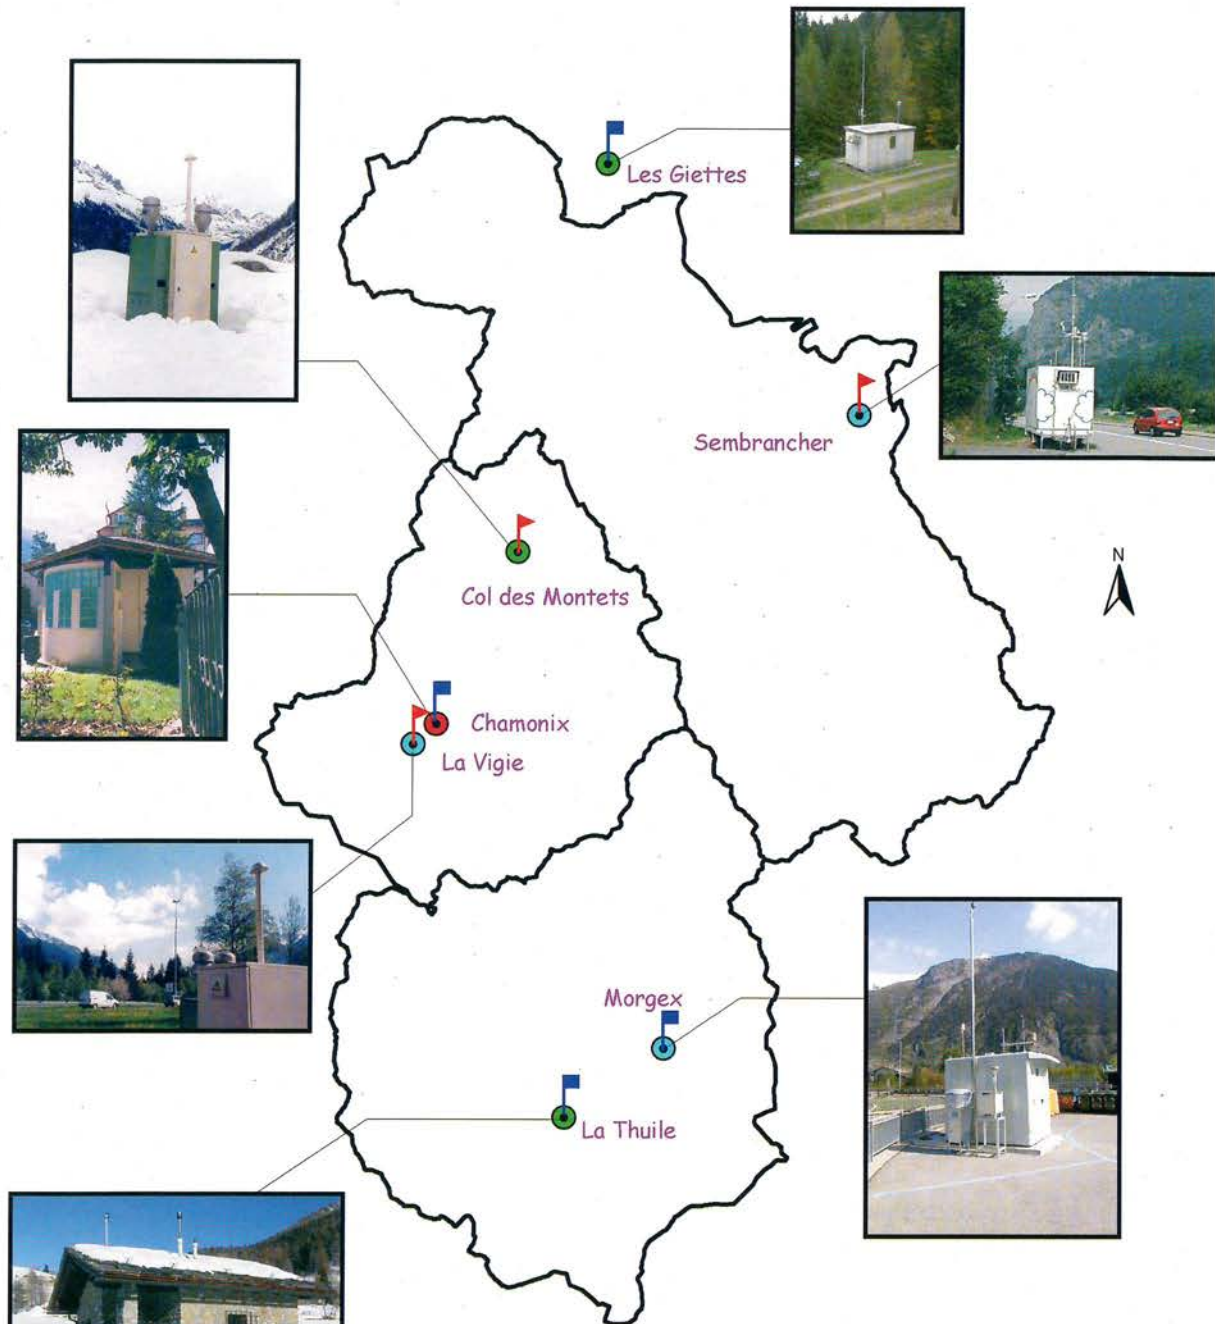 Les Giettes
Sembrancher
N
Col des Montets
Chamonix
La Vigie
Morgex
La Thuile